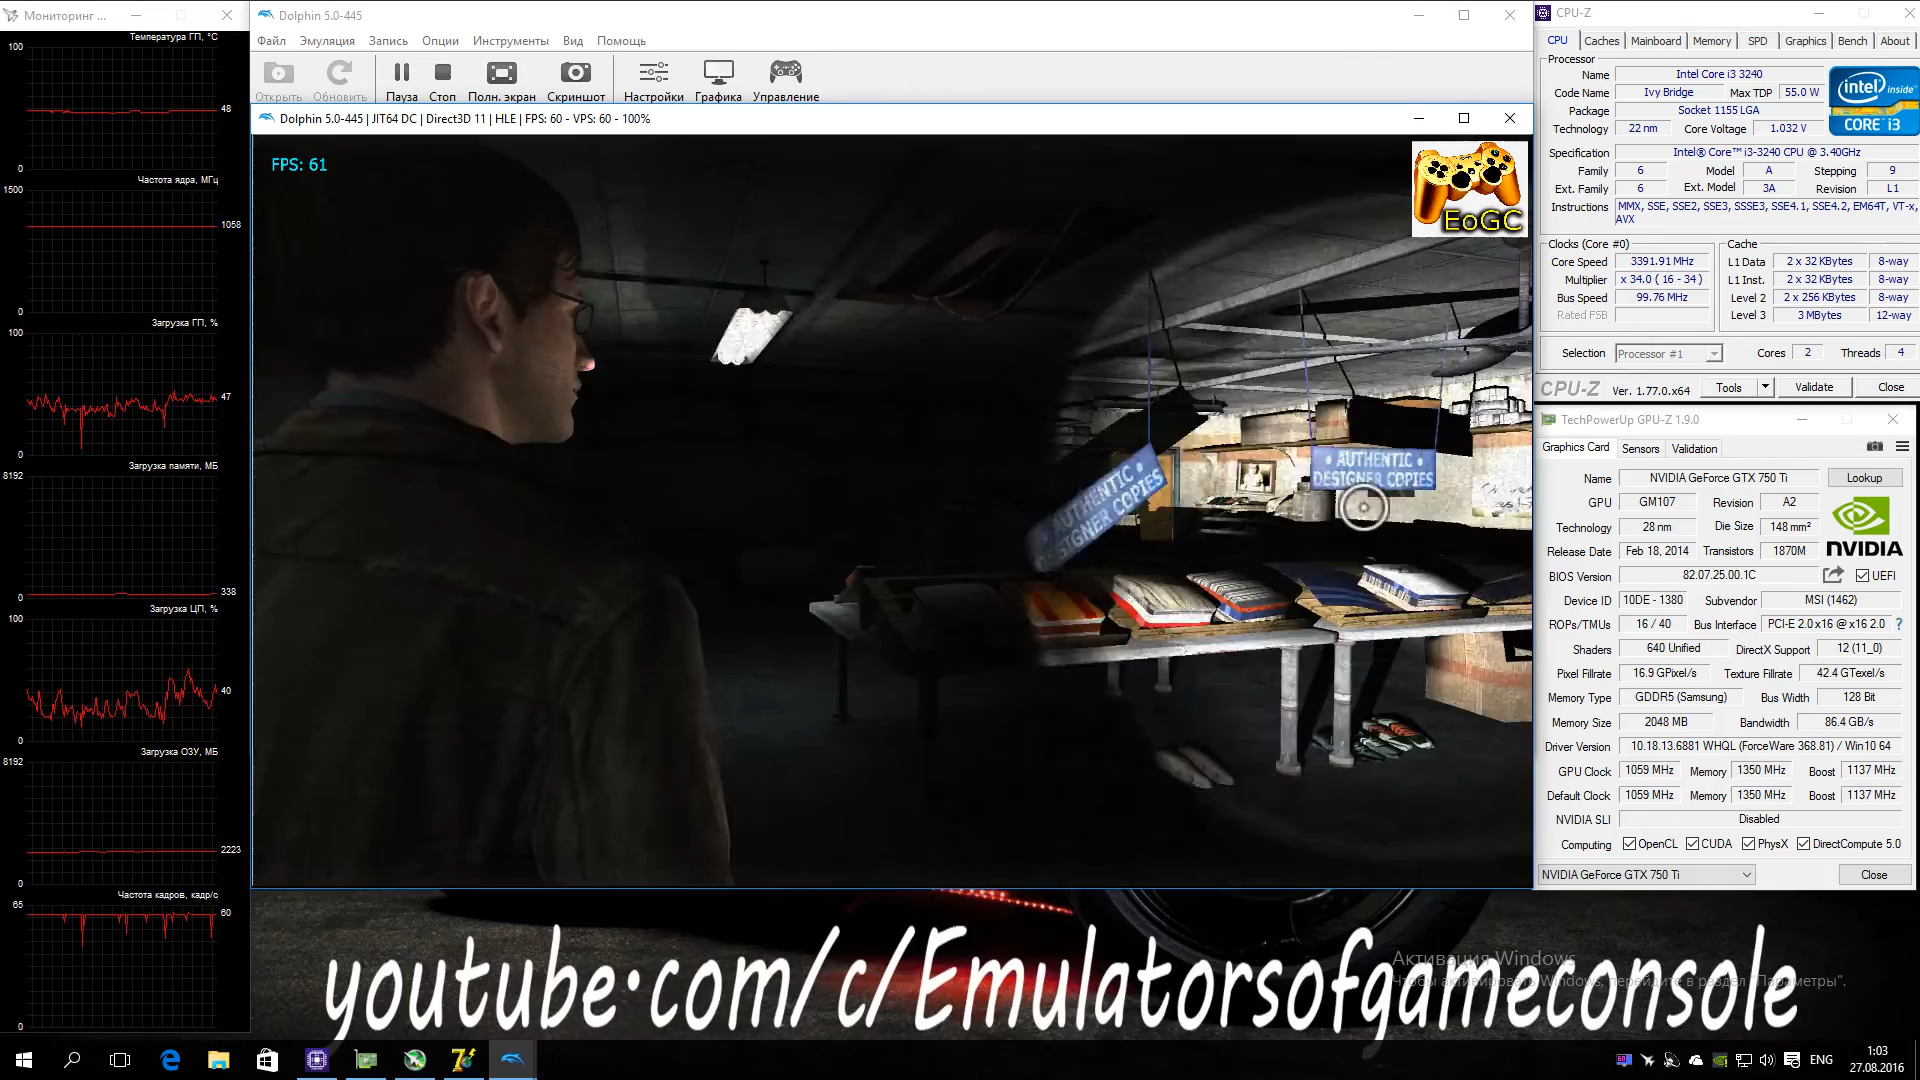 Мониторинг ...
Температура ГП, °C
100
48
0
Частота ядра, МГц
1500
1058
0
Загрузка ГП, %
100
47
0
Загрузка памяти, МБ
8192
338
0
Загрузка ЦП, %
100
40
0
Загрузка ОЗУ, МБ
8192
2223
0
Частота кадров, кадр/с
65
60
0
Dolphin 5.0-445
Файл Эмуляция Запись Опции Инструменты Вид Помощь
Открыть Обновить Пауза Стоп Полн. экран Скриншот Настройки Графика Управление
Dolphin 5.0-445 | JIT64 DC | Direct3D 11 | HLE | FPS: 60 - VPS: 60 - 100%
FPS: 61
EoGC
AUTHENTIC
DESIGNER COPIES
• AUTHENTIC •
DESIGNER COPIES
CPU-Z
CPU Caches Mainboard Memory SPD Graphics Bench About
Processor
Name Intel Core i3 3240
Code Name Ivy Bridge Max TDP 55.0 W
Package Socket 1155 LGA
Technology 22 nm Core Voltage 1.032 V
intel inside™
CORE i3
Specification Intel® Core™ i3-3240 CPU @ 3.40GHz
Family 6 Model A Stepping 9
Ext. Family 6 Ext. Model 3A Revision L1
Instructions MMX, SSE, SSE2, SSE3, SSSE3, SSE4.1, SSE4.2, EM64T, VT-x,
AVX
Clocks (Core #0)
Core Speed 3391.91 MHz
Multiplier x 34.0 ( 16 - 34 )
Bus Speed 99.76 MHz
Rated FSB
Cache
L1 Data 2 x 32 KBytes 8-way
L1 Inst. 2 x 32 KBytes 8-way
Level 2 2 x 256 KBytes 8-way
Level 3 3 MBytes 12-way
Selection Processor #1 Cores 2 Threads 4
CPU-Z Ver. 1.77.0.x64 Tools Validate Close
TechPowerUp GPU-Z 1.9.0
Graphics Card Sensors Validation
Name NVIDIA GeForce GTX 750 Ti Lookup
GPU GM107 Revision A2
Technology 28 nm Die Size 148 mm²
Release Date Feb 18, 2014 Transistors 1870M
NVIDIA
BIOS Version 82.07.25.00.1C UEFI
Device ID 10DE - 1380 Subvendor MSI (1462)
ROPs/TMUs 16 / 40 Bus Interface PCI-E 2.0 x16 @ x16 2.0 ?
Shaders 640 Unified DirectX Support 12 (11_0)
Pixel Fillrate 16.9 GPixel/s Texture Fillrate 42.4 GTexel/s
Memory Type GDDR5 (Samsung) Bus Width 128 Bit
Memory Size 2048 MB Bandwidth 86.4 GB/s
Driver Version 10.18.13.6881 WHQL (ForceWare 368.81) / Win10 64
GPU Clock 1059 MHz Memory 1350 MHz Boost 1137 MHz
Default Clock 1059 MHz Memory 1350 MHz Boost 1137 MHz
NVIDIA SLI Disabled
Computing OpenCL CUDA PhysX DirectCompute 5.0
NVIDIA GeForce GTX 750 Ti Close
youtube.com/c/Emulatorsofgameconsole
Активация Windows
Чтобы активировать Windows, перейдите в раздел "Параметры".
ENG
1:03
27.08.2016